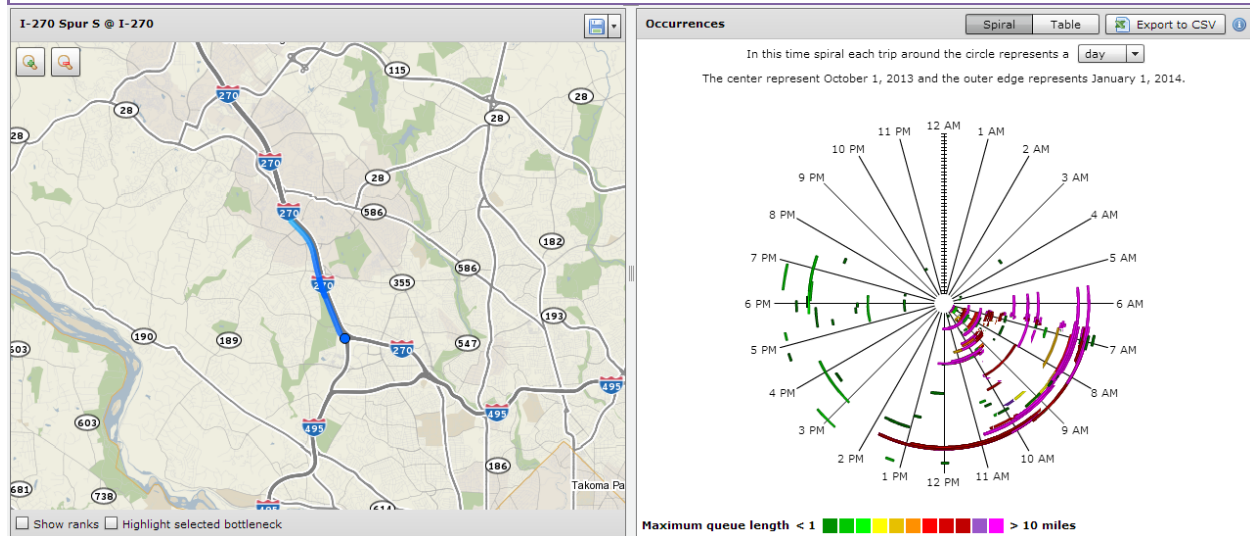 I-270 Spur S @ I-270
115
28
270
28
28
28
270
28
270
586
182
270
355
586
193
190
189
603
547
270
495
603
495
495
186
681
738
Takoma Pa
614
495
Show ranks Highlight selected bottleneck
Occurrences Spiral Table Export to CSV
In this time spiral each trip around the circle represents a day
The center represent October 1, 2013 and the outer edge represents January 1, 2014.
12 AM
11 PM 1 AM
10 PM 2 AM
9 PM 3 AM
8 PM 4 AM
7 PM 5 AM
6 PM 6 AM
5 PM 7 AM
4 PM 8 AM
3 PM 9 AM
2 PM 10 AM
1 PM 11 AM
12 PM
Maximum queue length < 1 > 10 miles